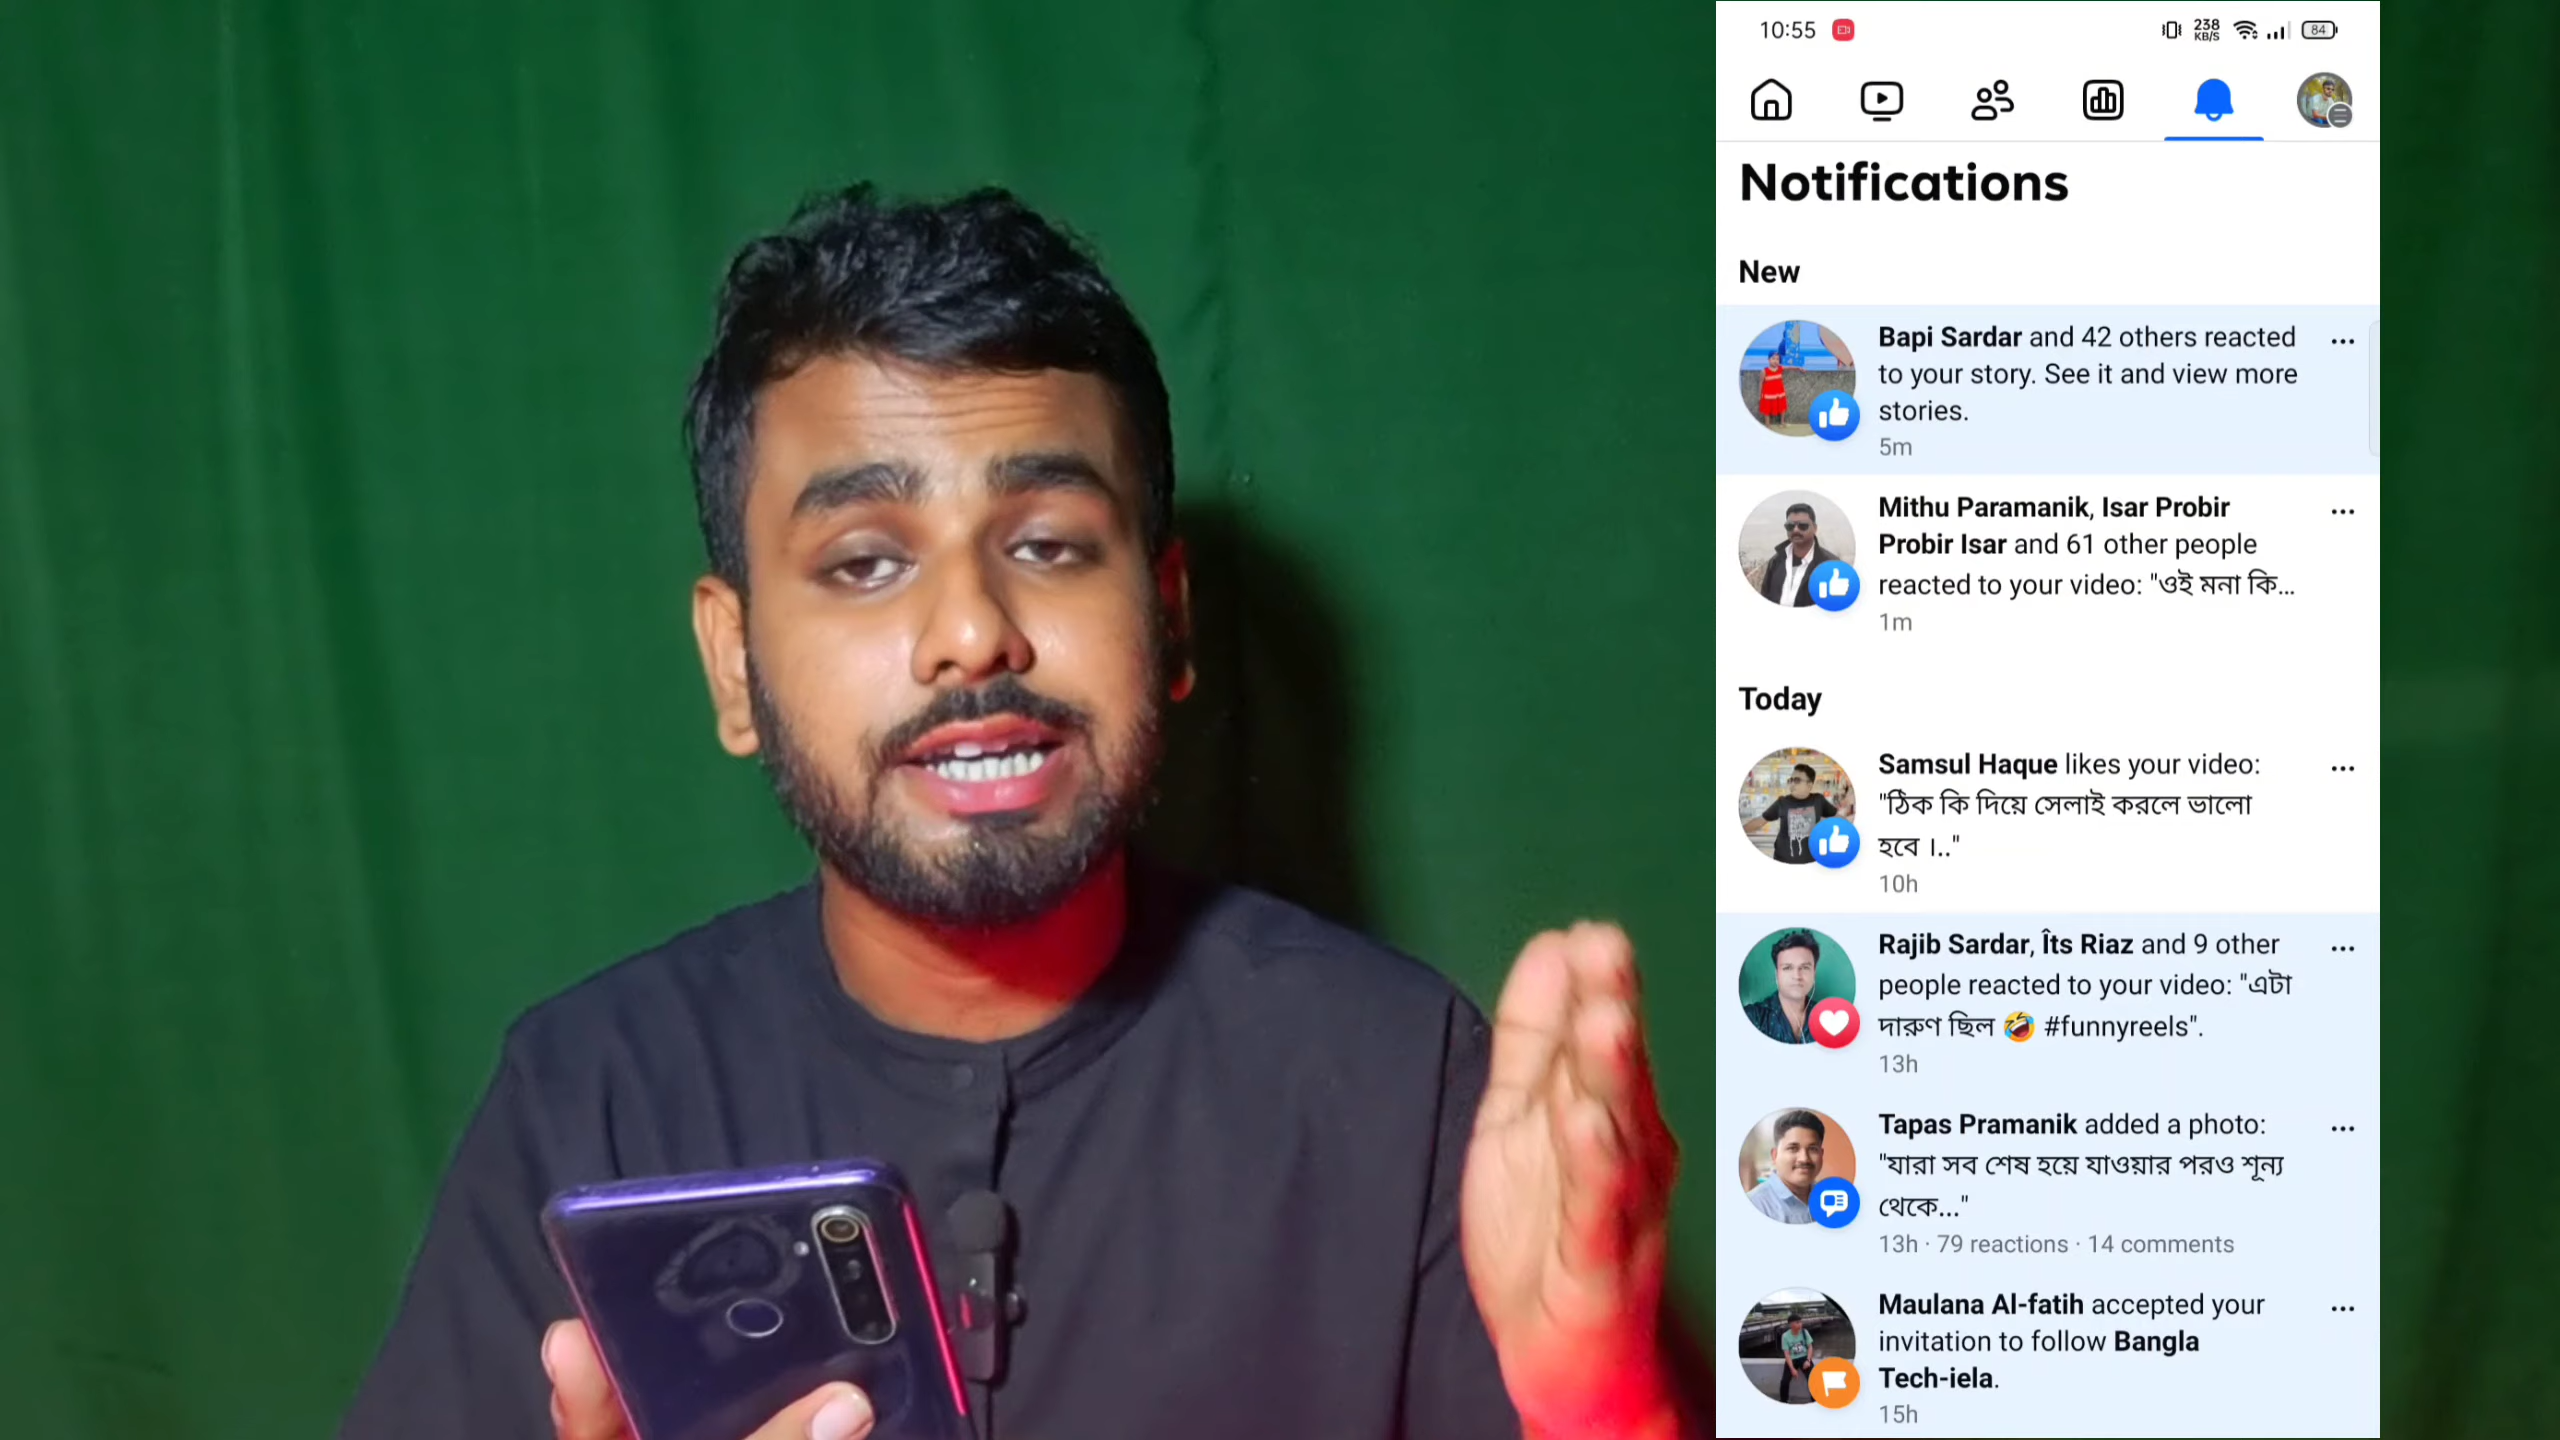 10:55
238
KB/S
84
Notifications
New
Bapi Sardar and 42 others reacted
to your story. See it and view more
stories.
5m
Mithu Paramanik, Isar Probir
Probir Isar and 61 other people
reacted to your video: "ওই মনা কি...
1m
Today
Samsul Haque likes your video:
"ঠিক কি দিয়ে সেলাই করলে ভালো
হবে ।.."
10h
Rajib Sardar, Îts Riaz and 9 other
people reacted to your video: "এটা
দারুণ ছিল 🤣 #funnyreels".
13h
Tapas Pramanik added a photo:
"যারা সব শেষ হয়ে যাওয়ার পরও শূন্য
থেকে..."
13h · 79 reactions · 14 comments
Maulana Al-fatih accepted your
invitation to follow Bangla
Tech-iela.
15h